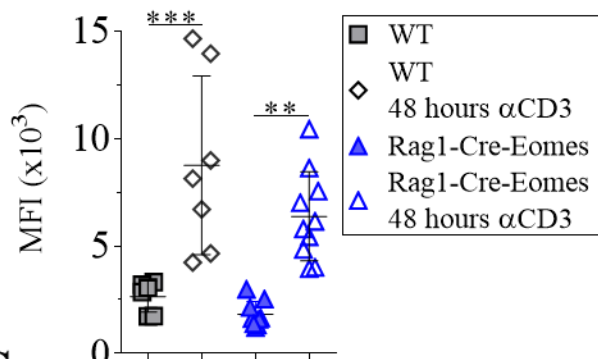 ***
15
**
10
5
0
MFI (x10³)
WT
WT
48 hours αCD3
Rag1-Cre-Eomes
Rag1-Cre-Eomes
48 hours αCD3